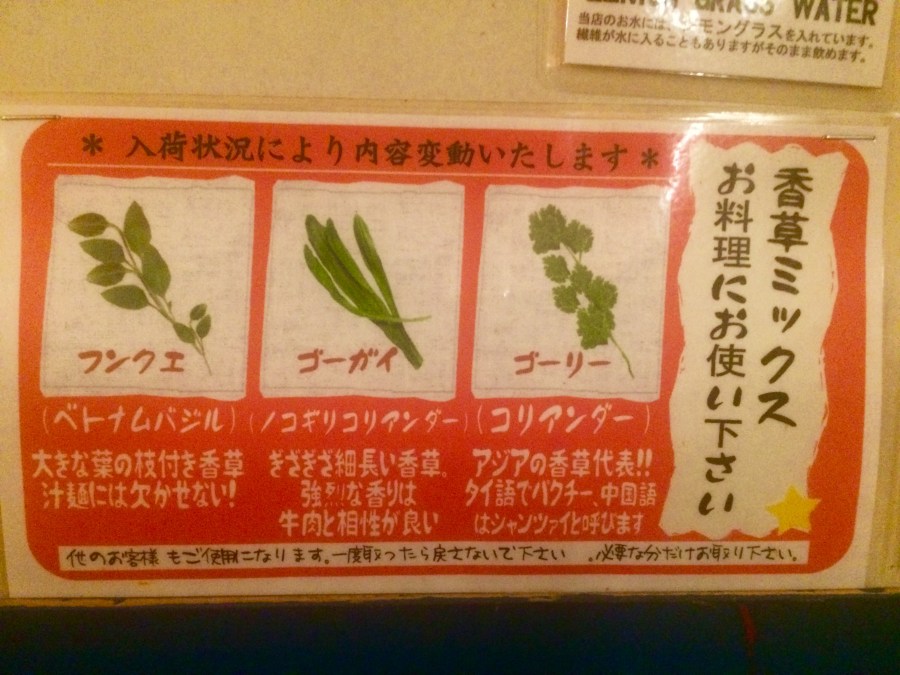 GRASS WATER
当店のお水には、レモングラスを入れています。
繊維が水に入ることもありますがそのまま飲めます。
* 入荷状況により内容変動いたします *
香草ミックス
お料理にお使い下さい
フンクエ
(ベトナムバジル)
大きな葉の枝付き香草
汁麺には欠かせない!
ゴーガイ
(ノコギリコリアンダー)
ぎざぎざ細長い香草。
強烈な香りは
牛肉と相性が良い
ゴーリー
(コリアンダー)
アジアの香草代表!!
タイ語でパクチー、中国語
はシャンツァイと呼びます
他のお客様 もご使用になります。一度取ったら戻さないで下さい .必要な分だけお取り下さい。